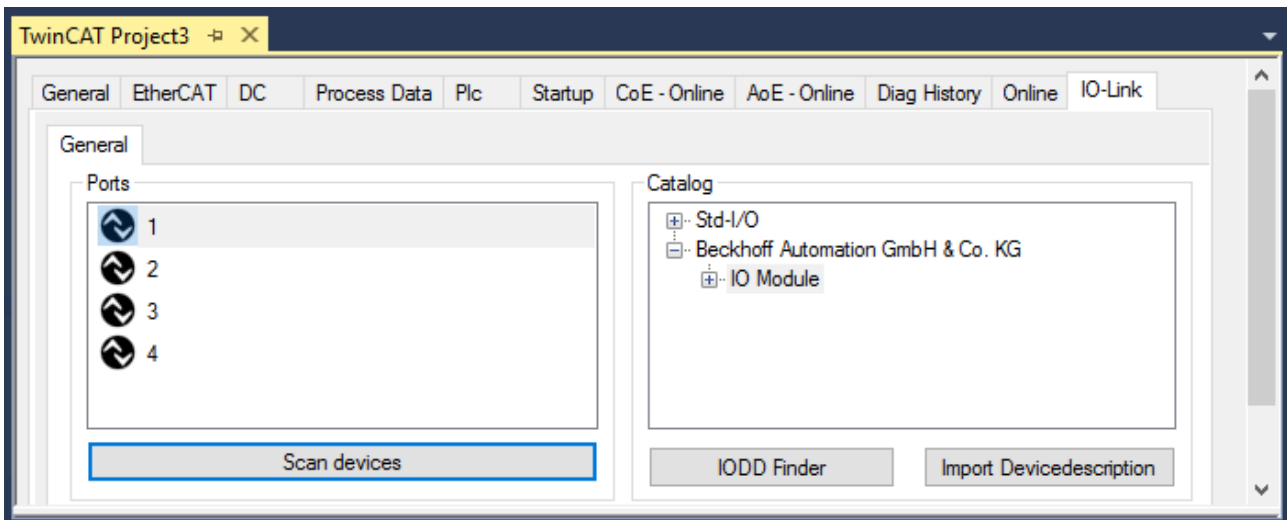 TwinCAT Project3
General EtherCAT DC Process Data Plc Startup CoE - Online AoE - Online Diag History Online IO-Link
General
Ports
1
2
3
4
Scan devices
Catalog
Std-I/O
Beckhoff Automation GmbH & Co. KG
IO Module
IODD Finder
Import Devicedescription